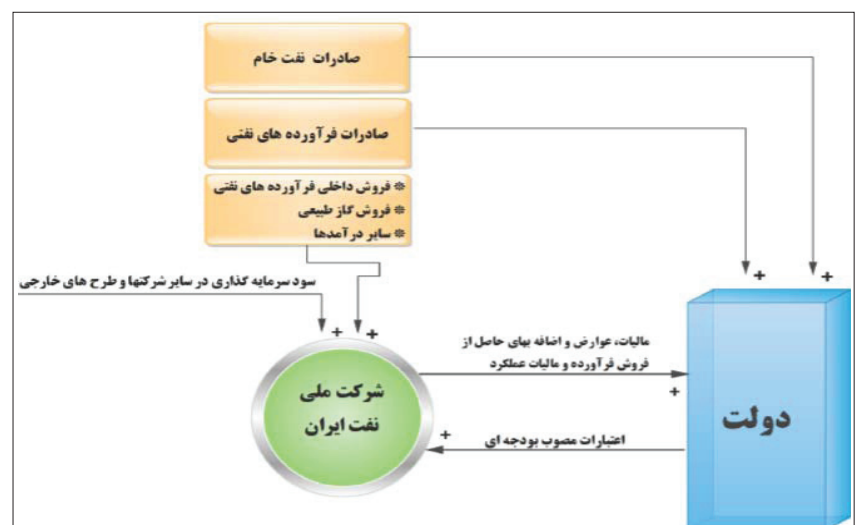 صادرات نفت خام
صادرات فرآورده های نفتی
❊ فروش داخلی فرآورده های نفتی
❊ فروش گاز طبیعی
❊ سایر درآمدها
سود سرمایه گذاری در سایر شرکتها و طرح های خارجی
+ +
+ +
مالیات، عوارض و اضافه بهای حاصل از
فروش فرآورده و مالیات عملکرد
+
شرکت ملی
نفت ایران
دولت
+
اعتبارات مصوب بودجه ای